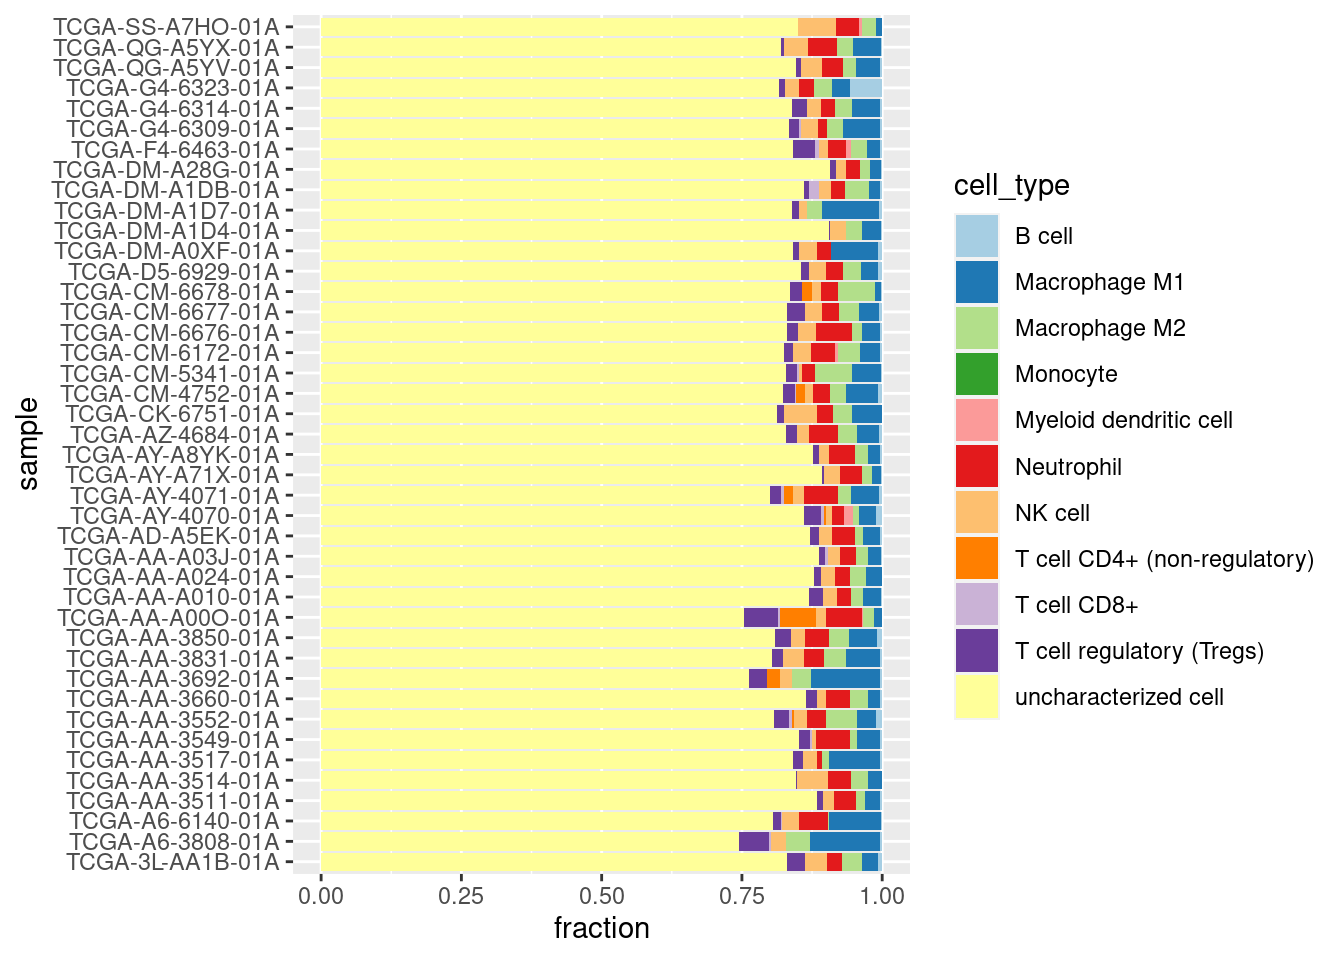 TCGA-SS-A7HO-01A
TCGA-QG-A5YX-01A
TCGA-QG-A5YV-01A
TCGA-G4-6323-01A
TCGA-G4-6314-01A
TCGA-G4-6309-01A
TCGA-F4-6463-01A
TCGA-DM-A28G-01A
TCGA-DM-A1DB-01A
TCGA-DM-A1D7-01A
TCGA-DM-A1D4-01A
TCGA-DM-A0XF-01A
TCGA-D5-6929-01A
TCGA-CM-6678-01A
TCGA-CM-6677-01A
TCGA-CM-6676-01A
TCGA-CM-6172-01A
TCGA-CM-5341-01A
TCGA-CM-4752-01A
TCGA-CK-6751-01A
TCGA-AZ-4684-01A
TCGA-AY-A8YK-01A
TCGA-AY-A71X-01A
TCGA-AY-4071-01A
TCGA-AY-4070-01A
TCGA-AD-A5EK-01A
TCGA-AA-A03J-01A
TCGA-AA-A024-01A
TCGA-AA-A010-01A
TCGA-AA-A00O-01A
TCGA-AA-3850-01A
TCGA-AA-3831-01A
TCGA-AA-3692-01A
TCGA-AA-3660-01A
TCGA-AA-3552-01A
TCGA-AA-3549-01A
TCGA-AA-3517-01A
TCGA-AA-3514-01A
TCGA-AA-3511-01A
TCGA-A6-6140-01A
TCGA-A6-3808-01A
TCGA-3L-AA1B-01A
sample
0.00 0.25 0.50 0.75 1.00
fraction
cell_type
B cell
Macrophage M1
Macrophage M2
Monocyte
Myeloid dendritic cell
Neutrophil
NK cell
T cell CD4+ (non-regulatory)
T cell CD8+
T cell regulatory (Tregs)
uncharacterized cell